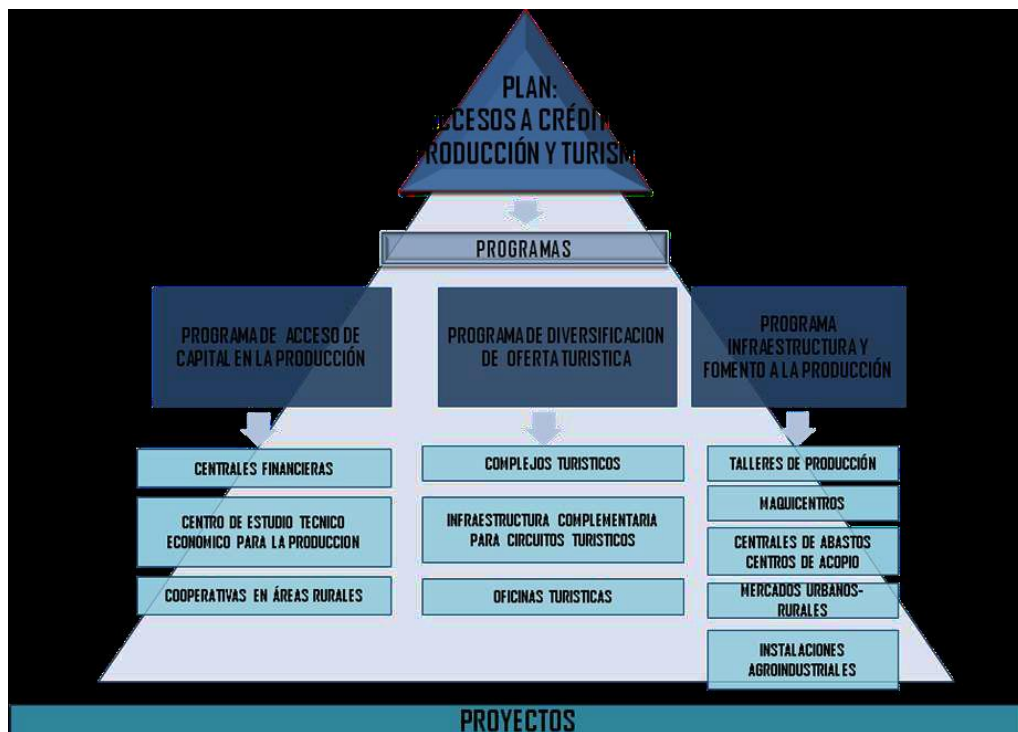 PLAN:
CCESOS A CRÉDI
RODUCCIÓN Y TURISM
PROGRAMAS
PROGRAMA DE ACCESO DE
CAPITAL EN LA PRODUCCIÓN
PROGRAMA DE DIVERSIFICACION
DE OFERTA TURISTICA
PROGRAMA
INFRAESTRUCTURA Y
FOMENTO A LA PRODUCCIÓN
CENTRALES FINANCIERAS
CENTRO DE ESTUDIO TECNICO
ECONOMICO PARA LA PRODUCCION
COOPERATIVAS EN ÁREAS RURALES
COMPLEJOS TURISTICOS
INFRAESTRUCTURA COMPLEMENTARIA
PARA CIRCUITOS TURISTICOS
OFICINAS TURISTICAS
TALLERES DE PRODUCCIÓN
MAQUICENTROS
CENTRALES DE ABASTOS
CENTROS DE ACOPIO
MERCADOS URBANOS-
RURALES
INSTALACIONES
AGROINDUSTRIALES
PROYECTOS